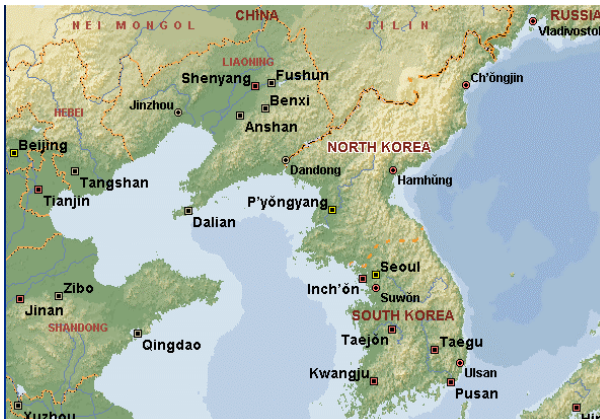 CHINA
RUSSIA
NEI MONGOL
JILIN
Vladivostok
LIAONING
Shenyang
Fushun
Ch'ŏngjin
Jinzhou
Benxi
HEBEI
Anshan
Beijing
NORTH KOREA
Dandong
Tangshan
Hamhŭng
Tianjin
P'yŏngyang
Dalian
Seoul
Inch'ŏn
Zibo
Suwŏn
Jinan
SOUTH KOREA
SHANDONG
Taejŏn
Qingdao
Taegu
Kwangju
Ulsan
Pusan
Xuzhou